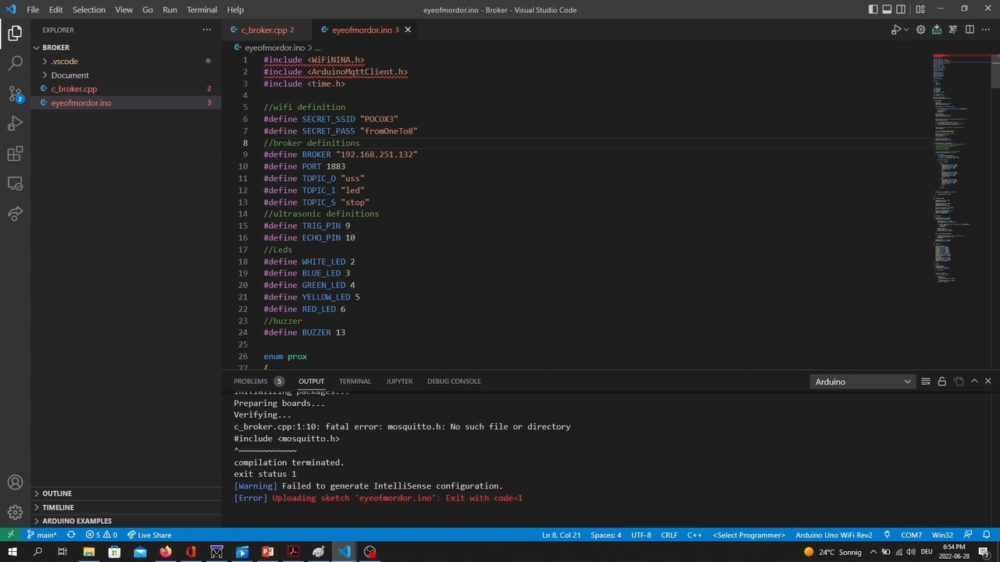 File Edit Selection View Go Run Terminal Help
eyeofmordor.ino - Broker - Visual Studio Code
EXPLORER
BROKER
.vscode
Document
c_broker.cpp 2
eyeofmordor.ino 3
OUTLINE
TIMELINE
ARDUINO EXAMPLES
2
c_broker.cpp 2
eyeofmordor.ino 3
eyeofmordor.ino > ...
1 #include <WiFiNINA.h>
2 #include <ArduinoMqttClient.h>
3 #include <time.h>
4
5 //wifi definition
6 #define SECRET_SSID "POCOX3"
7 #define SECRET_PASS "fromOneTo8"
8 //broker definitions
9 #define BROKER "192.168.251.132"
10 #define PORT 1883
11 #define TOPIC_O "uss"
12 #define TOPIC_I "led"
13 #define TOPIC_S "stop"
14 //ultrasonic definitions
15 #define TRIG_PIN 9
16 #define ECHO_PIN 10
17 //Leds
18 #define WHITE_LED 2
19 #define BLUE_LED 3
20 #define GREEN_LED 4
21 #define YELLOW_LED 5
22 #define RED_LED 6
23 //buzzer
24 #define BUZZER 13
25
26 enum prox
27 {
PROBLEMS 5 OUTPUT TERMINAL JUPYTER DEBUG CONSOLE
Arduino
Initializing packages...
Preparing boards...
Verifying...
c_broker.cpp:1:10: fatal error: mosquitto.h: No such file or directory
#include <mosquitto.h>
^~~~~~~~~~~~~
compilation terminated.
exit status 1
[Warning] Failed to generate IntelliSense configuration.
[Error] Uploading sketch 'eyeofmordor.ino': Exit with code=1
main* 5 0 Live Share
Ln 8, Col 21 Spaces: 4 UTF-8 CRLF C++ <Select Programmer> Arduino Uno WiFi Rev2 COM7 Win32
24°C Sonnig DEU
6:54 PM
2022-06-28